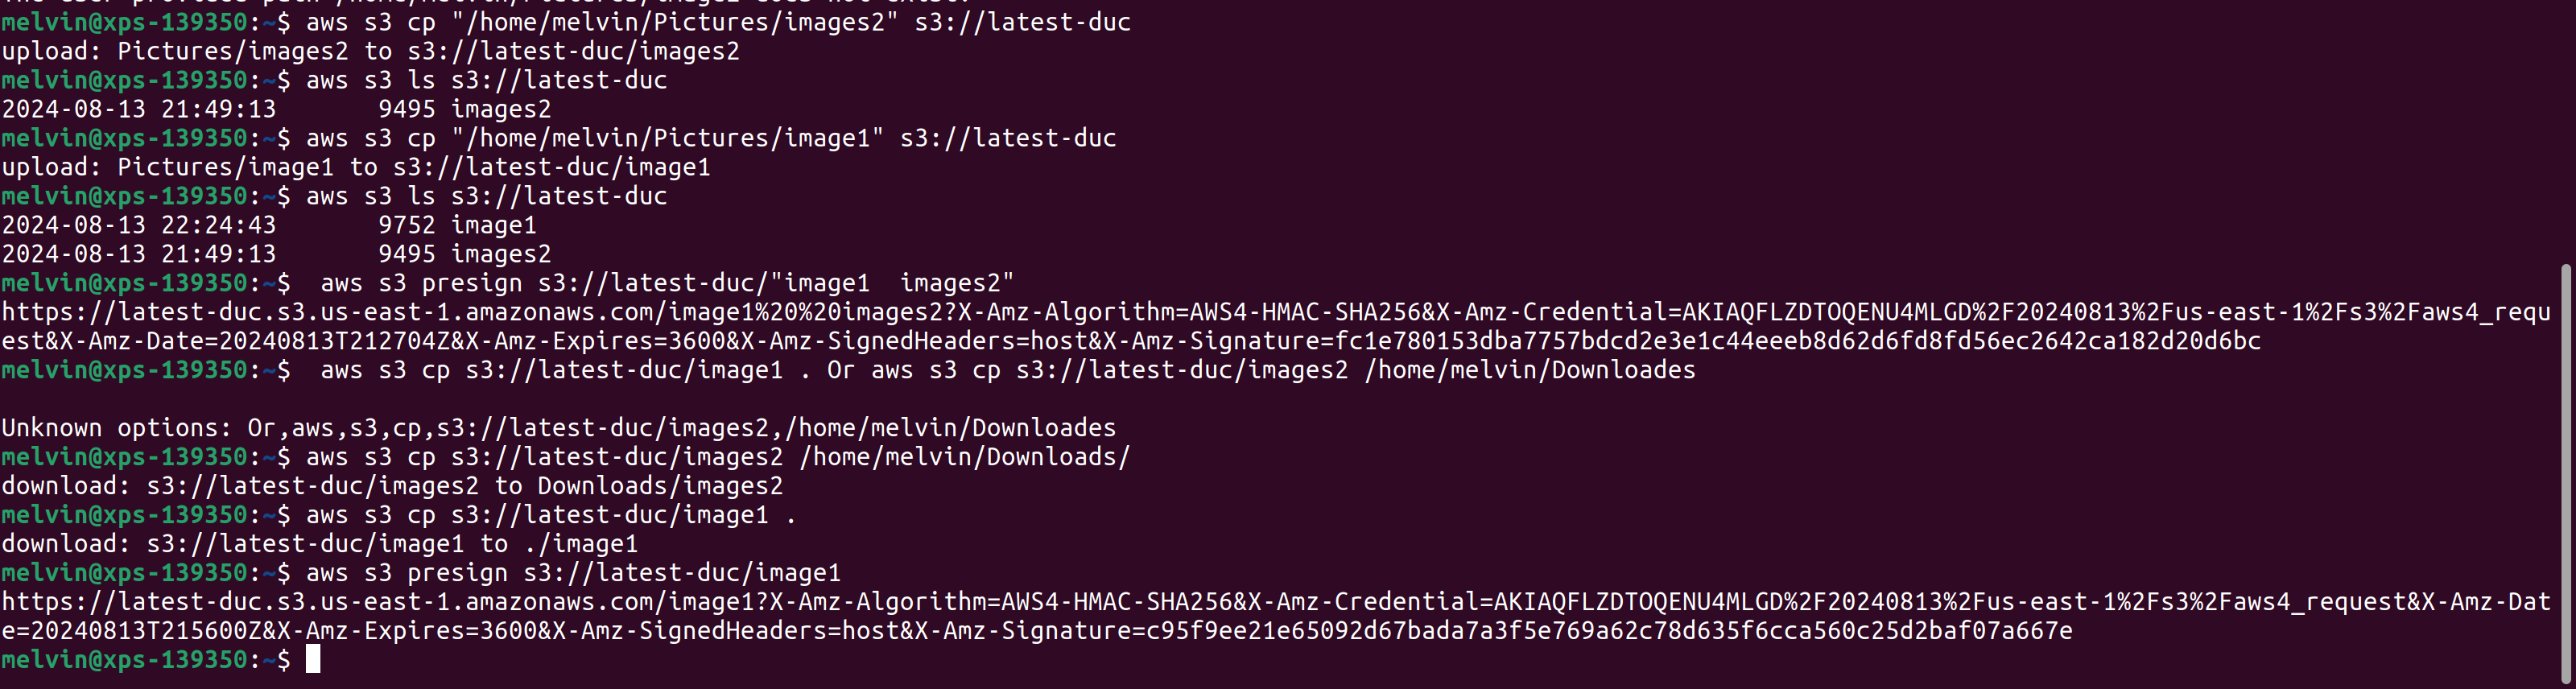 melvin@xps-139350:~$ aws s3 cp "/home/melvin/Pictures/images2" s3://latest-duc
upload: Pictures/images2 to s3://latest-duc/images2
melvin@xps-139350:~$ aws s3 ls s3://latest-duc
2024-08-13 21:49:13       9495 images2
melvin@xps-139350:~$ aws s3 cp "/home/melvin/Pictures/image1" s3://latest-duc
upload: Pictures/image1 to s3://latest-duc/image1
melvin@xps-139350:~$ aws s3 ls s3://latest-duc
2024-08-13 22:24:43       9752 image1
2024-08-13 21:49:13       9495 images2
melvin@xps-139350:~$  aws s3 presign s3://latest-duc/"image1  images2"
https://latest-duc.s3.us-east-1.amazonaws.com/image1%20%20images2?X-Amz-Algorithm=AWS4-HMAC-SHA256&X-Amz-Credential=AKIAQFLZDTOQENU4MLGD%2F20240813%2Fus-east-1%2Fs3%2Faws4_requ
est&X-Amz-Date=20240813T212704Z&X-Amz-Expires=3600&X-Amz-SignedHeaders=host&X-Amz-Signature=fc1e780153dba7757bdcd2e3e1c44eeeb8d62d6fd8fd56ec2642ca182d20d6bc
melvin@xps-139350:~$  aws s3 cp s3://latest-duc/image1 . Or aws s3 cp s3://latest-duc/images2 /home/melvin/Downloades
Unknown options: Or,aws,s3,cp,s3://latest-duc/images2,/home/melvin/Downloades
melvin@xps-139350:~$ aws s3 cp s3://latest-duc/images2 /home/melvin/Downloads/
download: s3://latest-duc/images2 to Downloads/images2
melvin@xps-139350:~$ aws s3 cp s3://latest-duc/image1 .
download: s3://latest-duc/image1 to ./image1
melvin@xps-139350:~$ aws s3 presign s3://latest-duc/image1
https://latest-duc.s3.us-east-1.amazonaws.com/image1?X-Amz-Algorithm=AWS4-HMAC-SHA256&X-Amz-Credential=AKIAQFLZDTOQENU4MLGD%2F20240813%2Fus-east-1%2Fs3%2Faws4_request&X-Amz-Dat
e=20240813T215600Z&X-Amz-Expires=3600&X-Amz-SignedHeaders=host&X-Amz-Signature=c95f9ee21e65092d67bada7a3f5e769a62c78d635f6cca560c25d2baf07a667e
melvin@xps-139350:~$